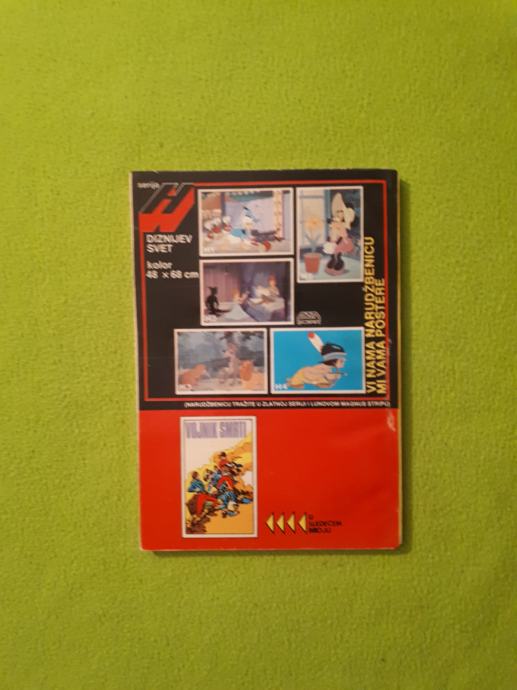 serija
H
DIZNIJEV
SVET
kolor
48 x 68 cm
H4
VI NAMA NARUDŽBENICU
MI VAMA POSTERE
(NARUDŽBENICU TRAŽITE U ZLATNOJ SERIJI I LUNOVOM MAGNUS STRIPU)
VOJNIK SMRTI
U
SLEDEĆEM
BROJU